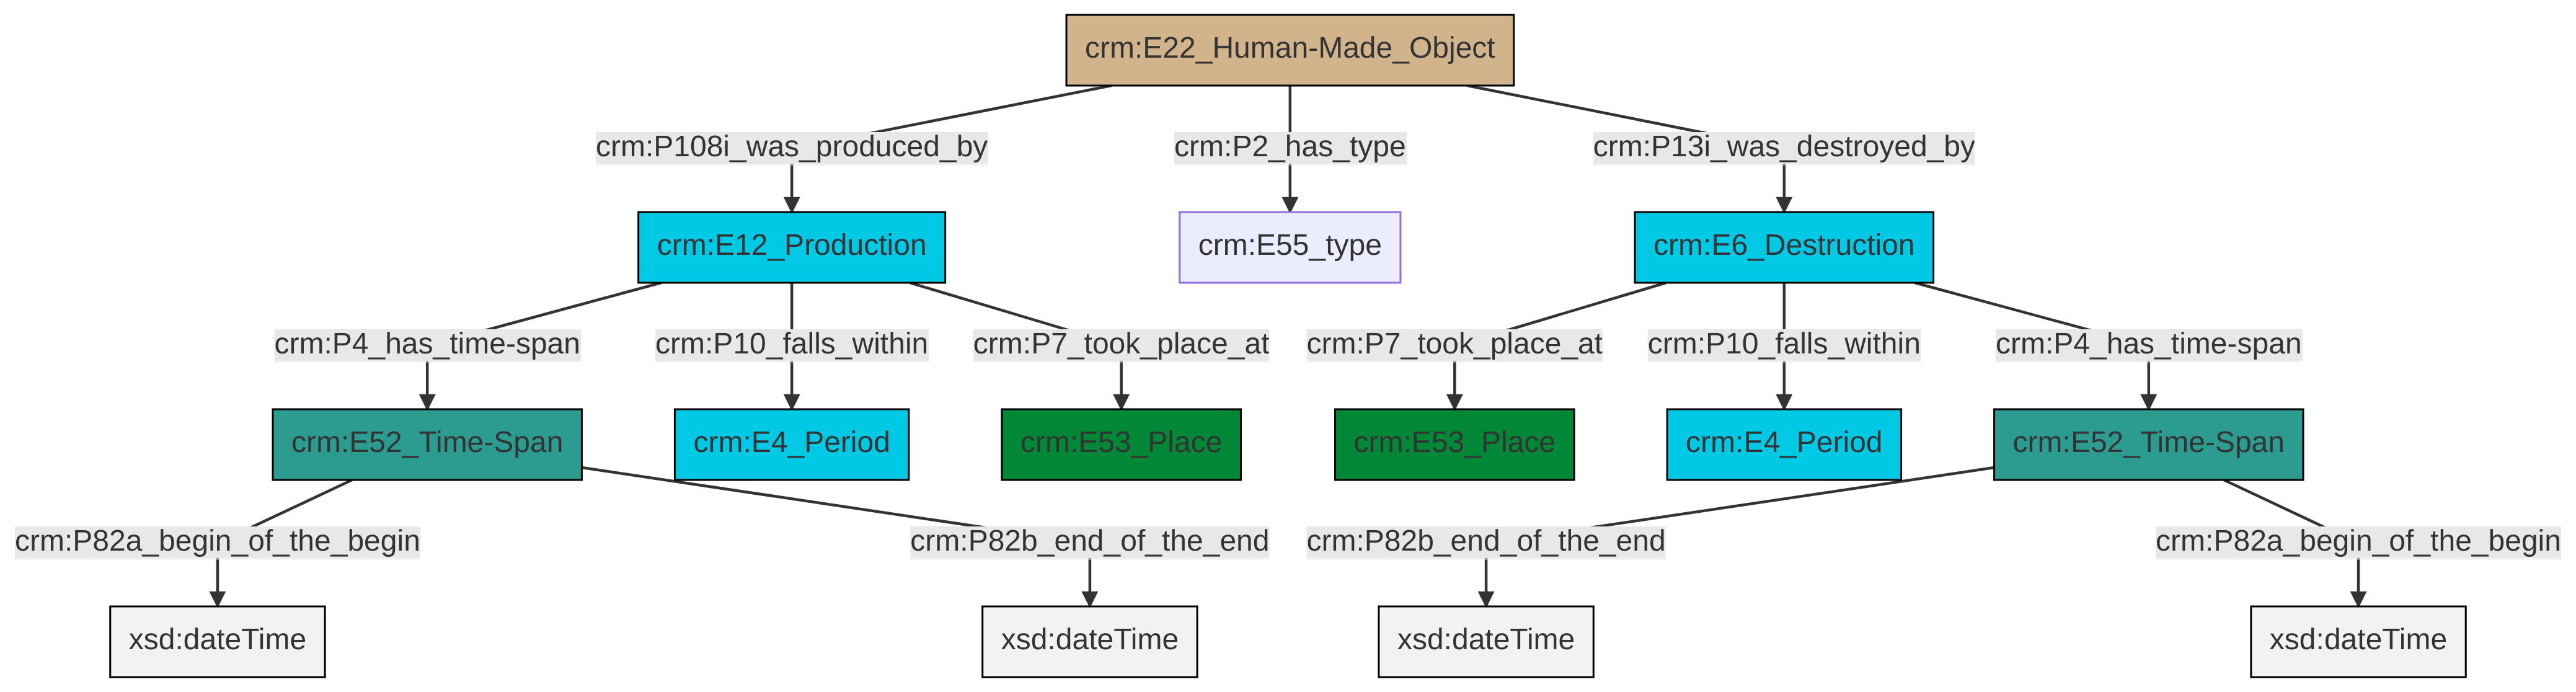 crm:E22_Human-Made_Object
crm:P108i_was_produced_by
crm:P2_has_type
crm:P13i_was_destroyed_by
crm:E12_Production
crm:E55_type
crm:E6_Destruction
crm:P4_has_time-span
crm:P10_falls_within
crm:P7_took_place_at
crm:P7_took_place_at
crm:P10_falls_within
crm:P4_has_time-span
crm:E52_Time-Span
crm:E4_Period
crm:E53_Place
crm:E53_Place
crm:E4_Period
crm:E52_Time-Span
crm:P82a_begin_of_the_begin
crm:P82b_end_of_the_end
crm:P82b_end_of_the_end
crm:P82a_begin_of_the_begin
xsd:dateTime
xsd:dateTime
xsd:dateTime
xsd:dateTime